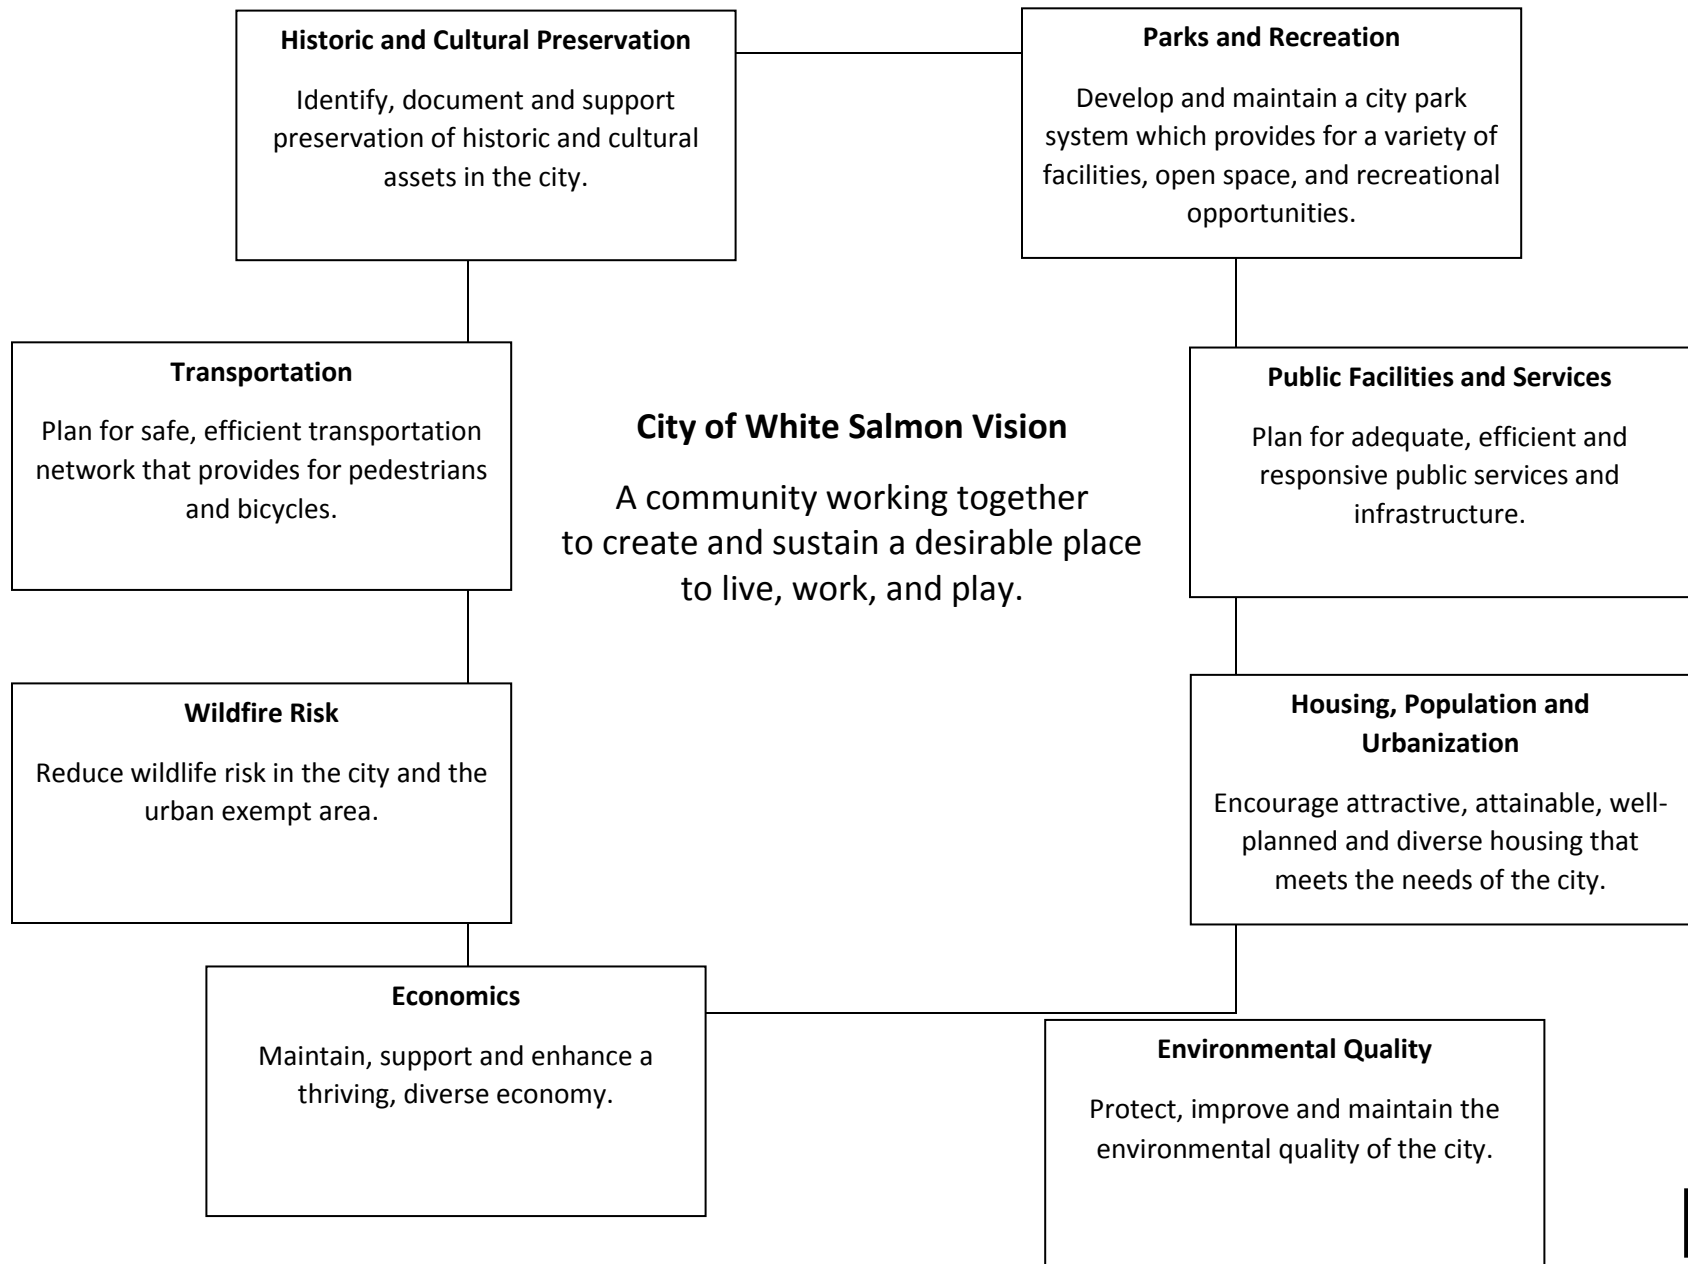 Historic and Cultural Preservation
Identify, document and support
preservation of historic and cultural
assets in the city.
Parks and Recreation
Develop and maintain a city park
system which provides for a variety of
facilities, open space, and recreational
opportunities.
Transportation
Plan for safe, efficient transportation
network that provides for pedestrians
and bicycles.
City of White Salmon Vision
A community working together
to create and sustain a desirable place
to live, work, and play.
Public Facilities and Services
Plan for adequate, efficient and
responsive public services and
infrastructure.
Wildfire Risk
Reduce wildlife risk in the city and the
urban exempt area.
Housing, Population and
Urbanization
Encourage attractive, attainable, well-
planned and diverse housing that
meets the needs of the city.
Economics
Maintain, support and enhance a
thriving, diverse economy.
Environmental Quality
Protect, improve and maintain the
environmental quality of the city.